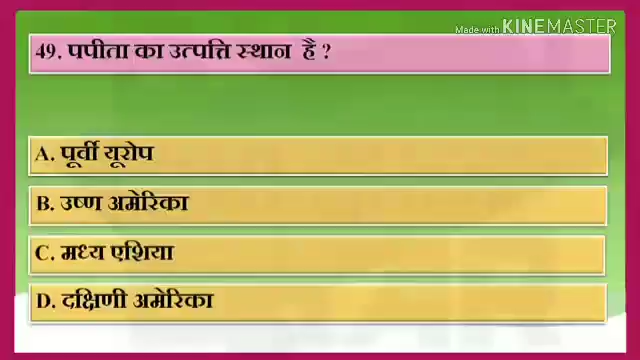 Made with KINEMASTER
49. पपीता का उत्पत्ति स्थान है ?
A. पूर्वी यूरोप
B. उष्ण अमेरिका
C. मध्य एशिया
D. दक्षिणी अमेरिका